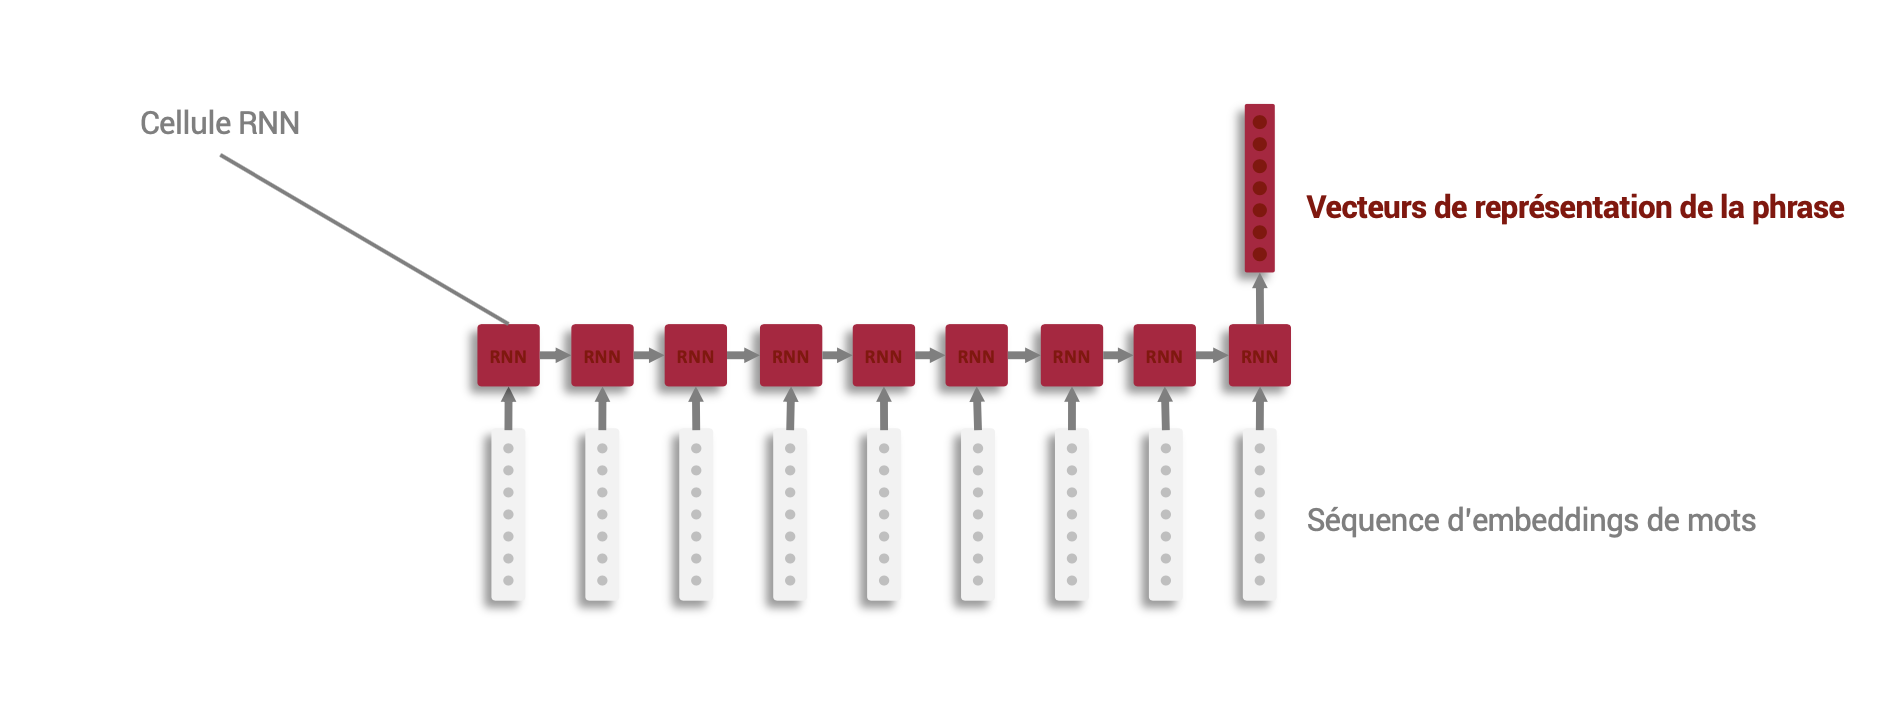 Cellule RNN
Vecteurs de représentation de la phrase
RNN RNN RNN RNN RNN RNN RNN RNN RNN
Séquence d'embeddings de mots